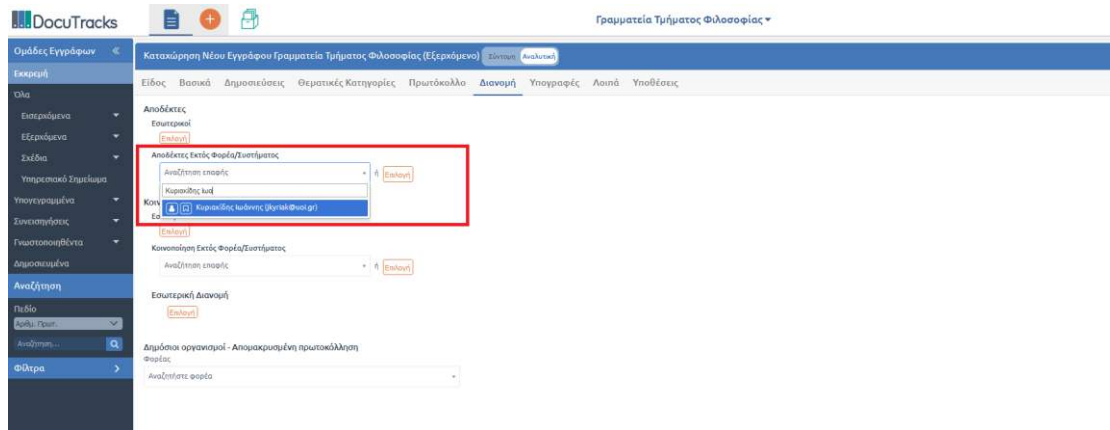 DocuTracks
Γραμματεία Τμήματος Φιλοσοφίας
Ομάδες Εγγράφων
Εκκρεμή
Όλα
Εισερχόμενα
Εξερχόμενα
Σχέδια
Υπηρεσιακό Σημείωμα
Υπογεγραμμένα
Συνεισηγήσεις
Γνωστοποιηθέντα
Δημοσιευμένα
Αναζήτηση
Πεδίο
Αριθμ. Πρωτ.
Αναζήτηση...
Φίλτρα
Καταχώρηση Νέου Εγγράφου Γραμματεία Τμήματος Φιλοσοφίας (Εξερχόμενο) Σύντομη Αναλυτική
Είδος Βασικά Δημοσιεύσεις Θεματικές Κατηγορίες Πρωτόκολλο Διανομή Υπογραφές Λοιπά Υποθέσεις
Αποδέκτες
Εσωτερικοί
Επιλογή
Αποδέκτες Εκτός Φορέα/Συστήματος
Αναζήτηση επαφής ή Επιλογή
Κυριακίδης Ιωα
Κυριακίδης Ιωάννης (jkyriak@uoi.gr)
Επιλογή
Κοινοποίηση Εκτός Φορέα/Συστήματος
Αναζήτηση επαφής ή Επιλογή
Εσωτερική Διανομή
Επιλογή
Δημόσιοι οργανισμοί - Απομακρυσμένη πρωτοκόλληση
Φορέας
Αναζητήστε φορέα